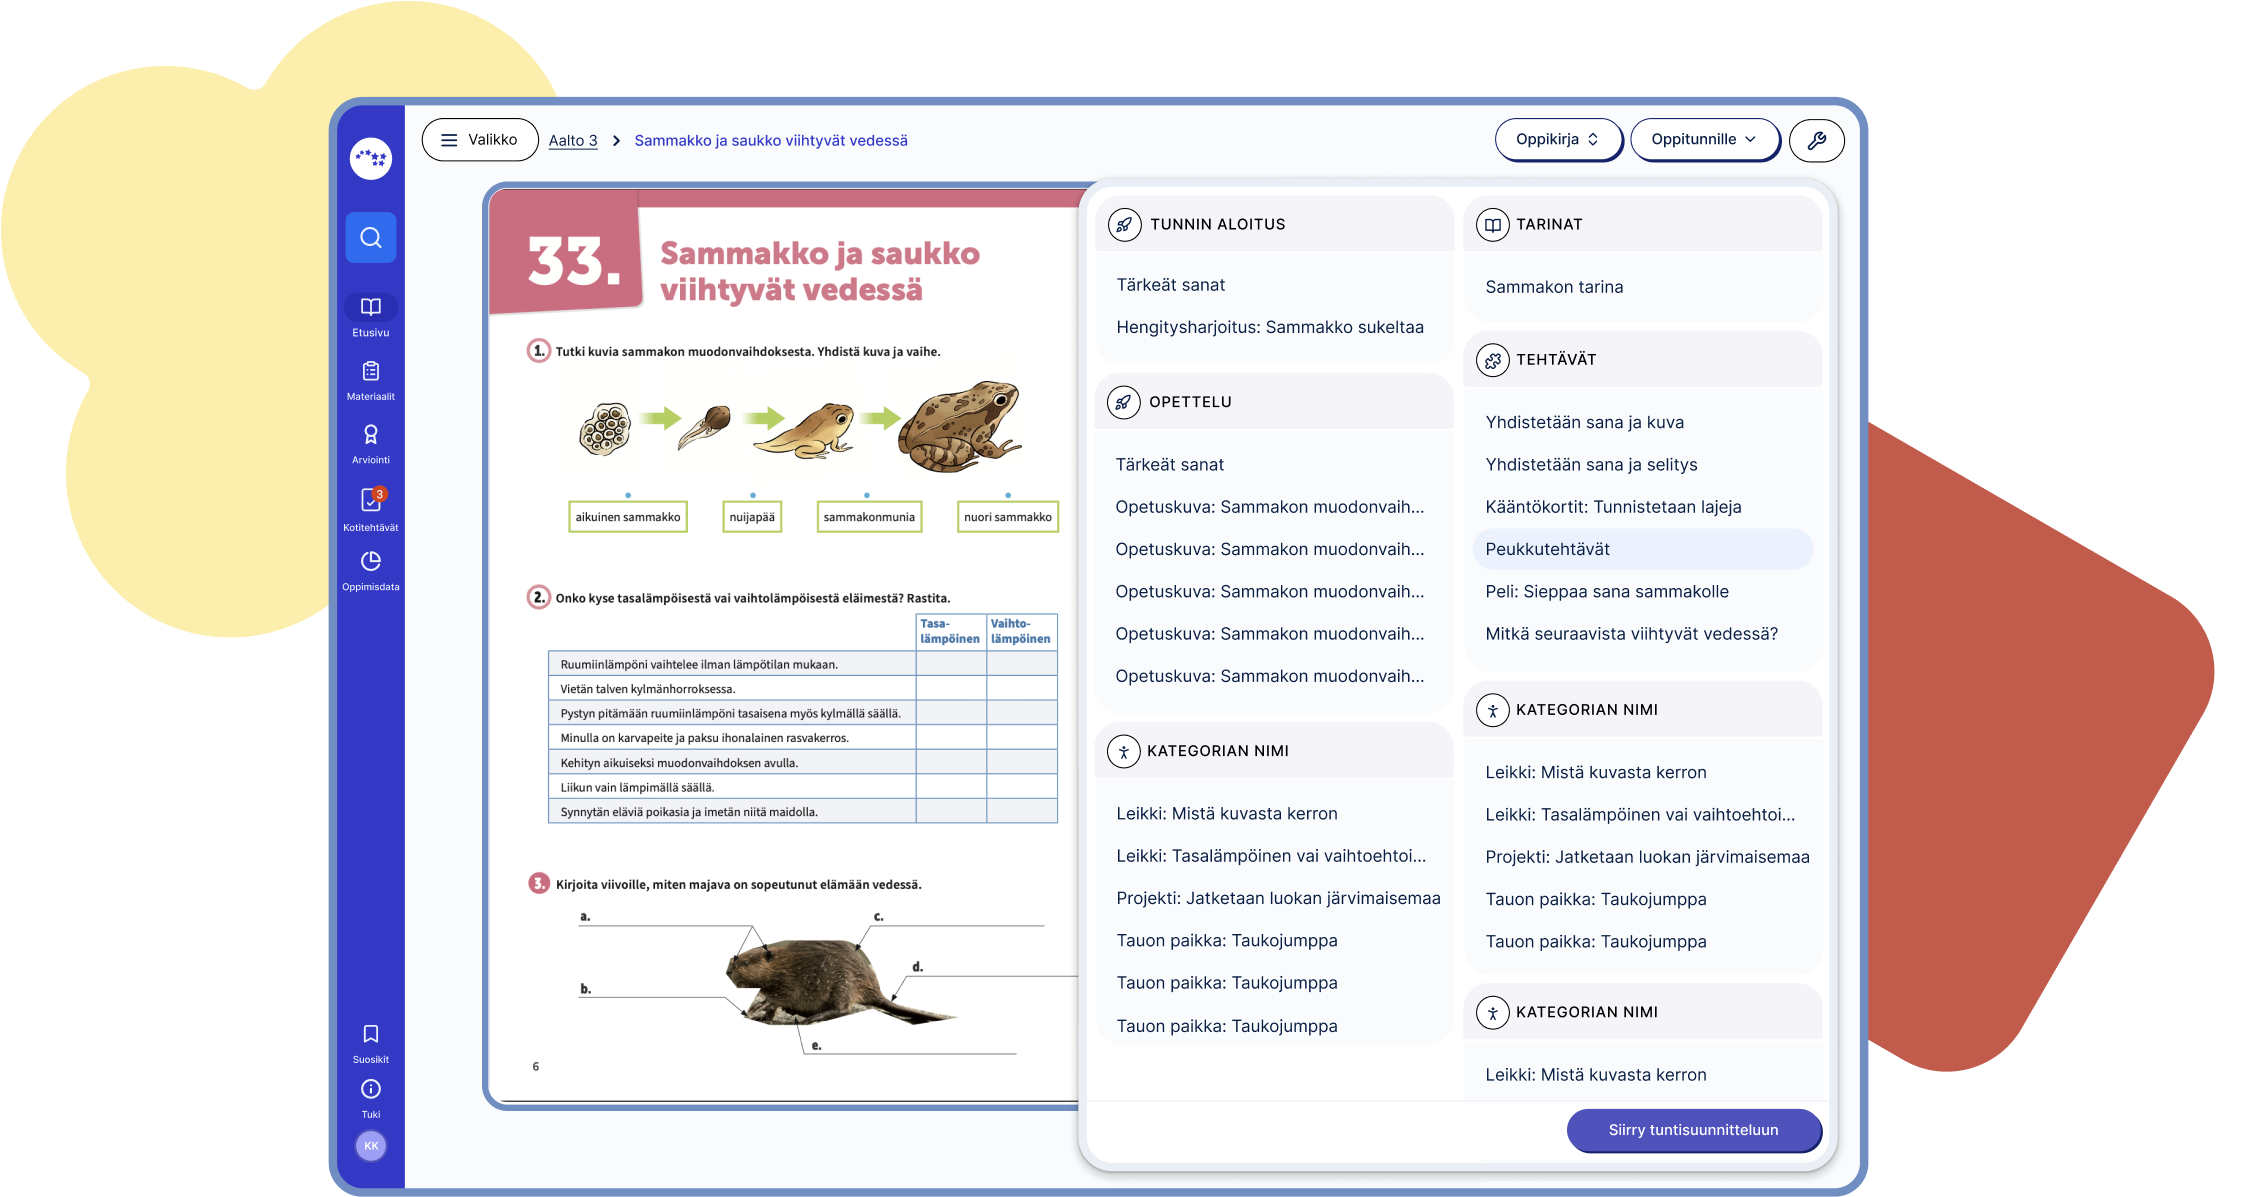 Valikko
Aalto 3
Sammakko ja saukko viihtyvät vedessä
Oppikirja
Oppitunnille
Etusivu
Materiaalit
Arviointi
3
Kotitehtävät
Oppimisdata
Suosikit
Tuki
KK
33.
Sammakko ja saukko
viihtyvät vedessä
1. Tutki kuvia sammakon muodonvaihdoksesta. Yhdistä kuva ja vaihe.
aikuinen sammakko
nuijapää
sammakonmunia
nuori sammakko
2. Onko kyse tasalämpöisestä vai vaihtolämpöisestä eläimestä? Rastita.
Tasa-
lämpöinen
Vaihto-
lämpöinen
Ruumiinlämpöni vaihtelee ilman lämpötilan mukaan.
Vietän talven kylmänhorroksessa.
Pystyn pitämään ruumiinlämpöni tasaisena myös kylmällä säällä.
Minulla on karvapeite ja paksu ihonalainen rasvakerros.
Kehityn aikuiseksi muodonvaihdoksen avulla.
Liikun vain lämpimällä säällä.
Synnytän eläviä poikasia ja imetän niitä maidolla.
3. Kirjoita viivoille, miten majava on sopeutunut elämään vedessä.
a.
c.
d.
b.
e.
6
TUNNIN ALOITUS
Tärkeät sanat
Hengitysharjoitus: Sammakko sukeltaa
OPETTELU
Tärkeät sanat
Opetuskuva: Sammakon muodonvaih...
Opetuskuva: Sammakon muodonvaih...
Opetuskuva: Sammakon muodonvaih...
Opetuskuva: Sammakon muodonvaih...
Opetuskuva: Sammakon muodonvaih...
KATEGORIAN NIMI
Leikki: Mistä kuvasta kerron
Leikki: Tasalämpöinen vai vaihtoehtoi...
Projekti: Jatketaan luokan järvimaisemaa
Tauon paikka: Taukojumppa
Tauon paikka: Taukojumppa
Tauon paikka: Taukojumppa
TARINAT
Sammakon tarina
TEHTÄVÄT
Yhdistetään sana ja kuva
Yhdistetään sana ja selitys
Kääntökortit: Tunnistetaan lajeja
Peukkutehtävät
Peli: Sieppaa sana sammakolle
Mitkä seuraavista viihtyvät vedessä?
KATEGORIAN NIMI
Leikki: Mistä kuvasta kerron
Leikki: Tasalämpöinen vai vaihtoehtoi...
Projekti: Jatketaan luokan järvimaisemaa
Tauon paikka: Taukojumppa
Tauon paikka: Taukojumppa
KATEGORIAN NIMI
Leikki: Mistä kuvasta kerron
Siirry tuntisuunnitteluun